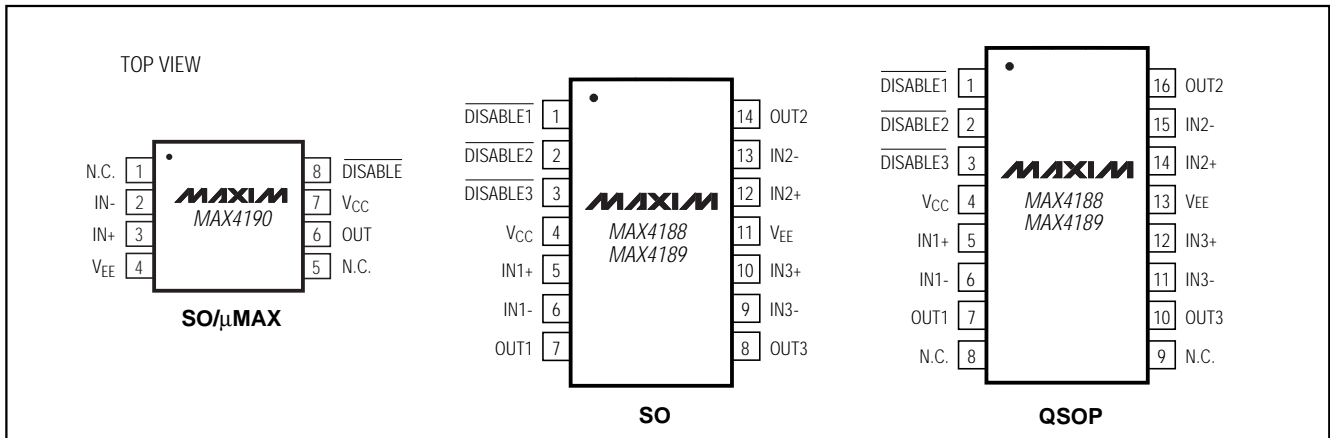 TOP VIEW
N.C. 1
IN- 2
IN+ 3
VEE 4
MAXIM
MAX4190
8 DISABLE
7 VCC
6 OUT
5 N.C.
SO/μMAX
DISABLE1 1
DISABLE2 2
DISABLE3 3
VCC 4
IN1+ 5
IN1- 6
OUT1 7
MAXIM
MAX4188
MAX4189
14 OUT2
13 IN2-
12 IN2+
11 VEE
10 IN3+
9 IN3-
8 OUT3
SO
DISABLE1 1
DISABLE2 2
DISABLE3 3
VCC 4
IN1+ 5
IN1- 6
OUT1 7
N.C. 8
MAXIM
MAX4188
MAX4189
16 OUT2
15 IN2-
14 IN2+
13 VEE
12 IN3+
11 IN3-
10 OUT3
9 N.C.
QSOP